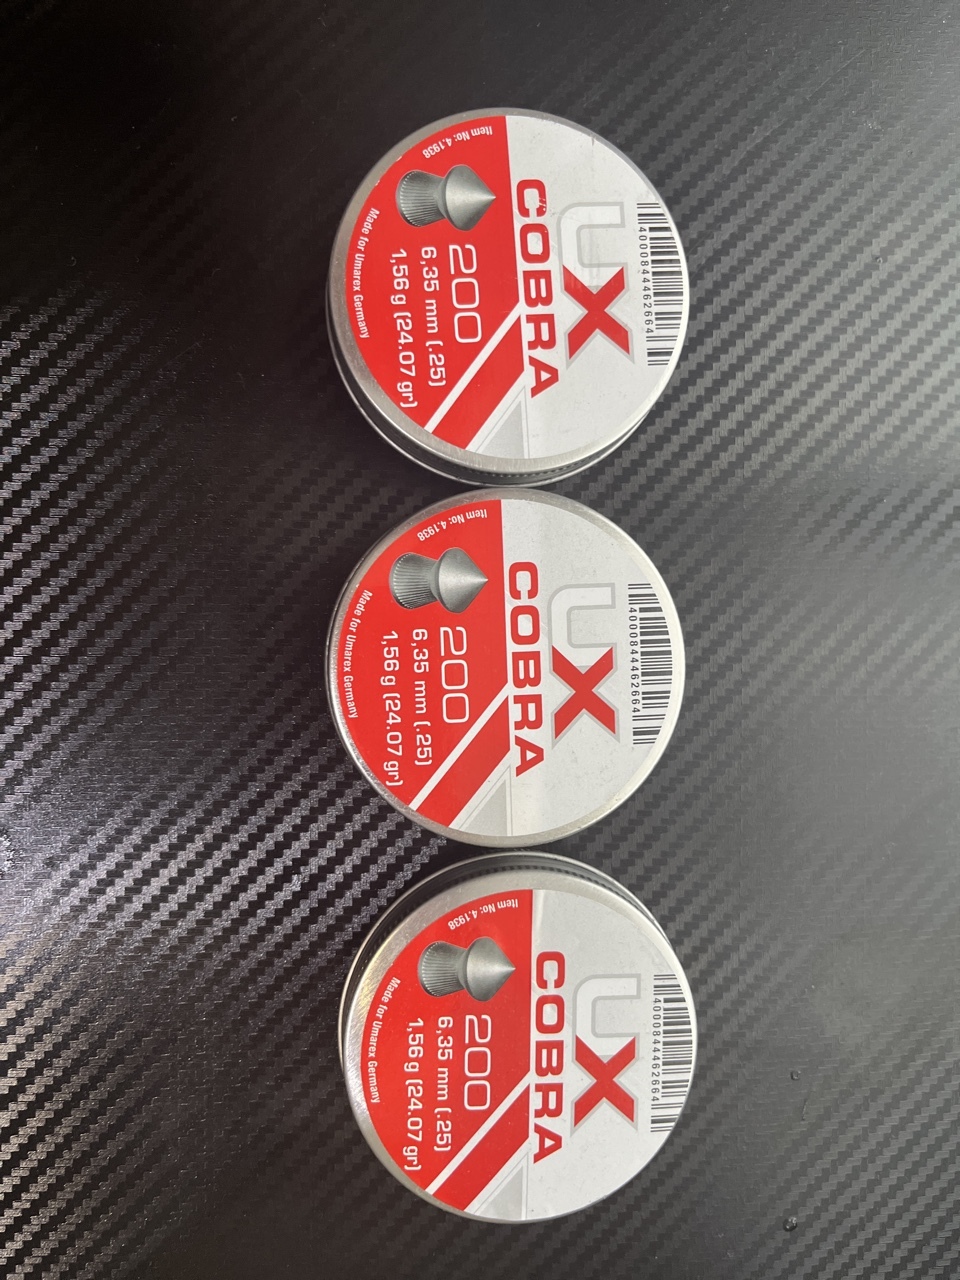 4000844462664
UX
COBRA
200
6,35 mm (.25)
1,56 g (24.07 gr)
Item No: 4.1938
Made for Umarex Germany
4000844462664
UX
COBRA
200
6,35 mm (.25)
1,56 g (24.07 gr)
Item No: 4.1938
Made for Umarex Germany
4000844462664
UX
COBRA
200
6,35 mm (.25)
1,56 g (24.07 gr)
Item No: 4.1938
Made for Umarex Germany